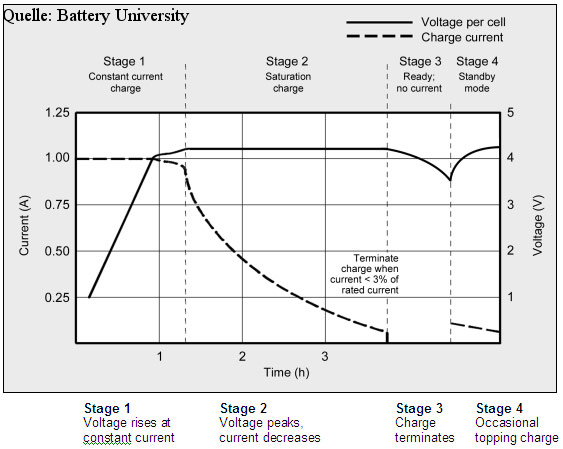 Quelle: Battery University
Voltage per cell
Charge current
Stage 1
Constant current
charge
Stage 2
Saturation
charge
Stage 3
Ready;
no current
Stage 4
Standby
mode
1.25
1.00
0.75
0.50
0.25
Current (A)
5
4
3
2
1
Voltage (V)
Terminate
charge when
current < 3% of
rated current
1
2
3
Time (h)
Stage 1
Voltage rises at
constant current
Stage 2
Voltage peaks,
current decreases
Stage 3
Charge
terminates
Stage 4
Occasional
topping charge